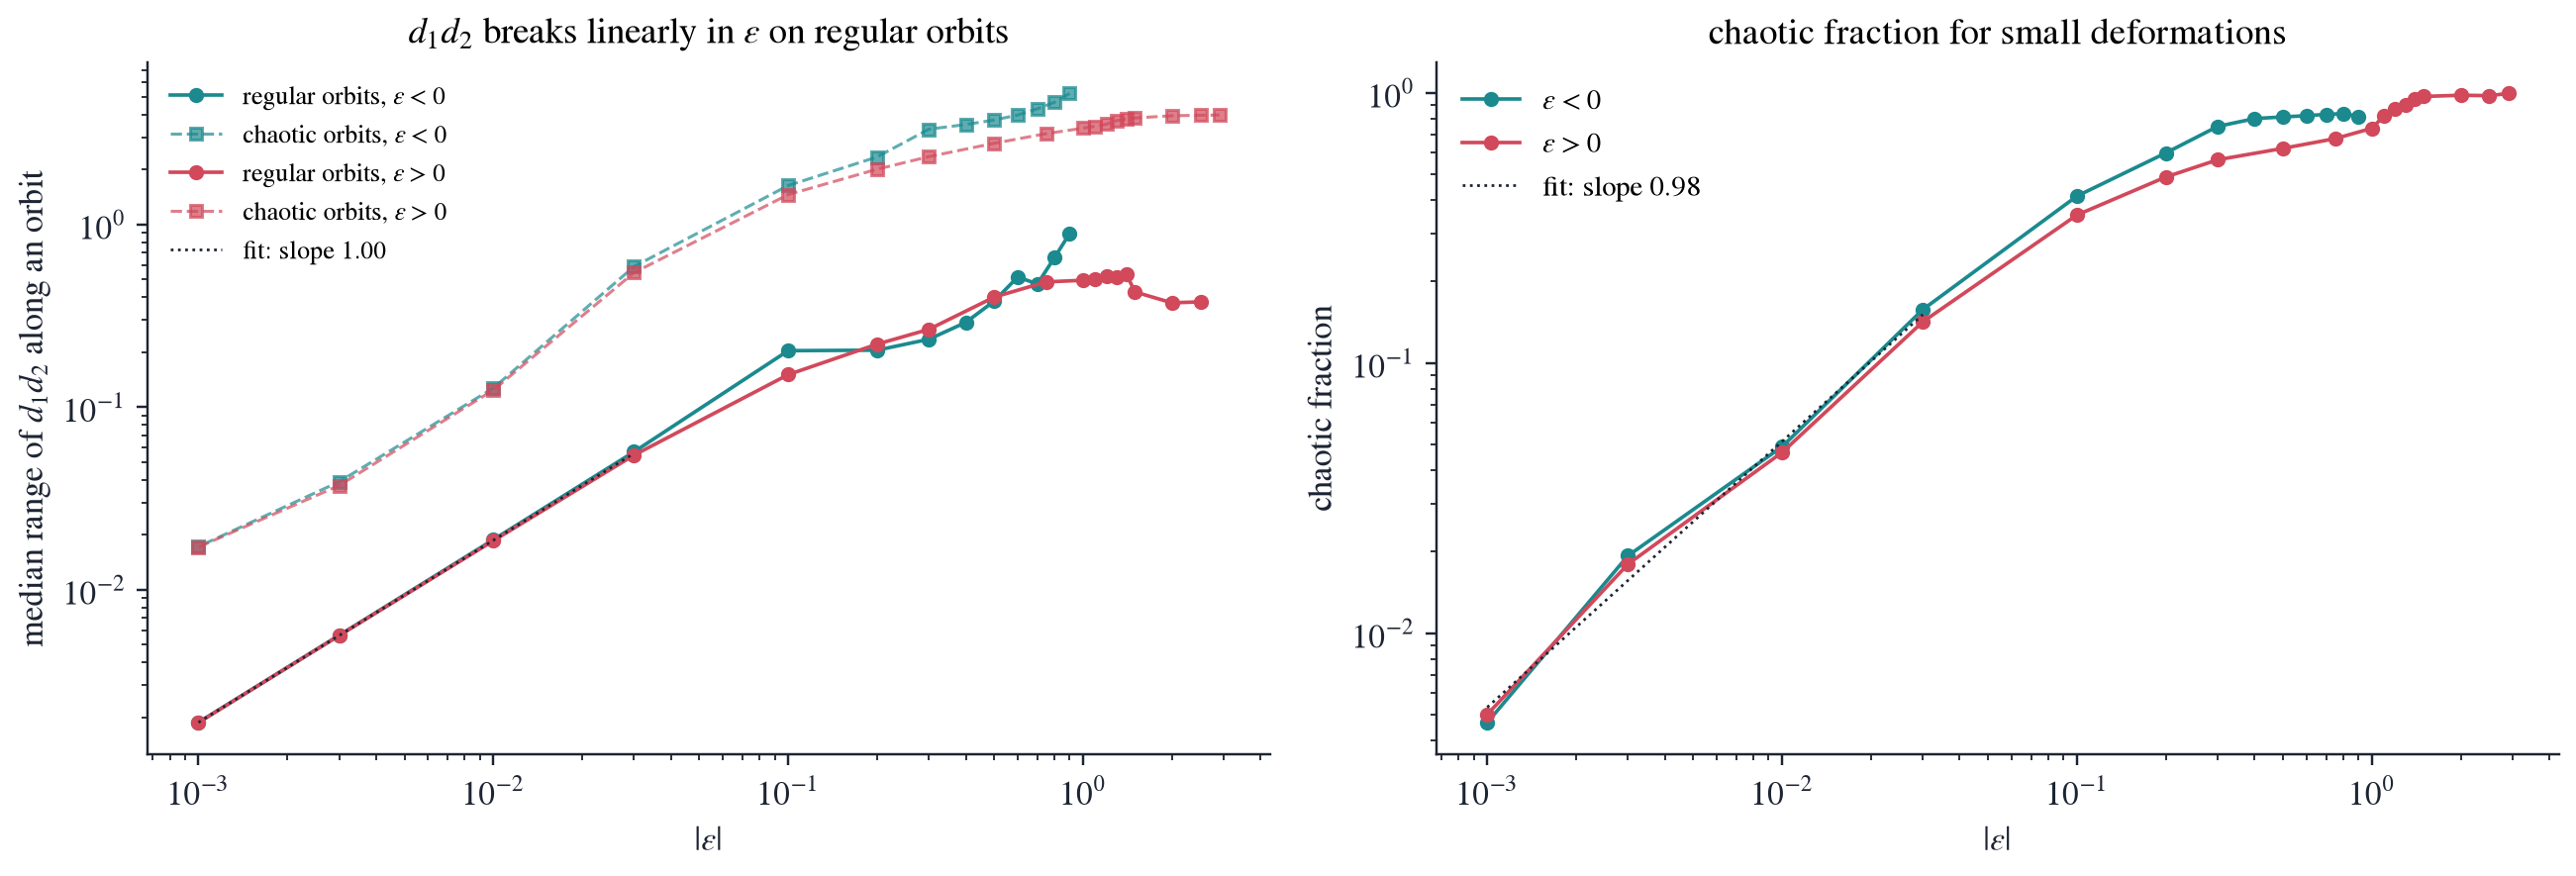 d₁d₂ breaks linearly in ε on regular orbits
regular orbits, ε < 0
chaotic orbits, ε < 0
regular orbits, ε > 0
chaotic orbits, ε > 0
fit: slope 1.00
median range of d₁d₂ along an orbit
10⁰
10⁻¹
10⁻²
10⁻³ 10⁻² 10⁻¹ 10⁰
|ε|
chaotic fraction for small deformations
ε < 0
ε > 0
fit: slope 0.98
chaotic fraction
10⁰
10⁻¹
10⁻²
10⁻³ 10⁻² 10⁻¹ 10⁰
|ε|